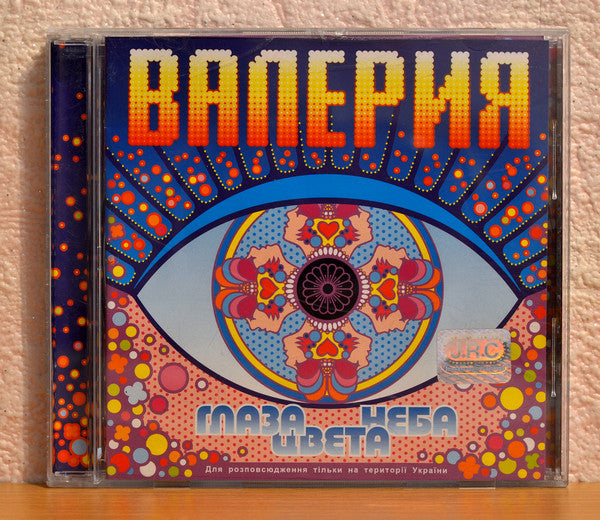 ВАЛЕРИЯ
U.R.C
ГЛАЗА НЕБА
ЦВЕТА
Для розповсюдження тільки на території України